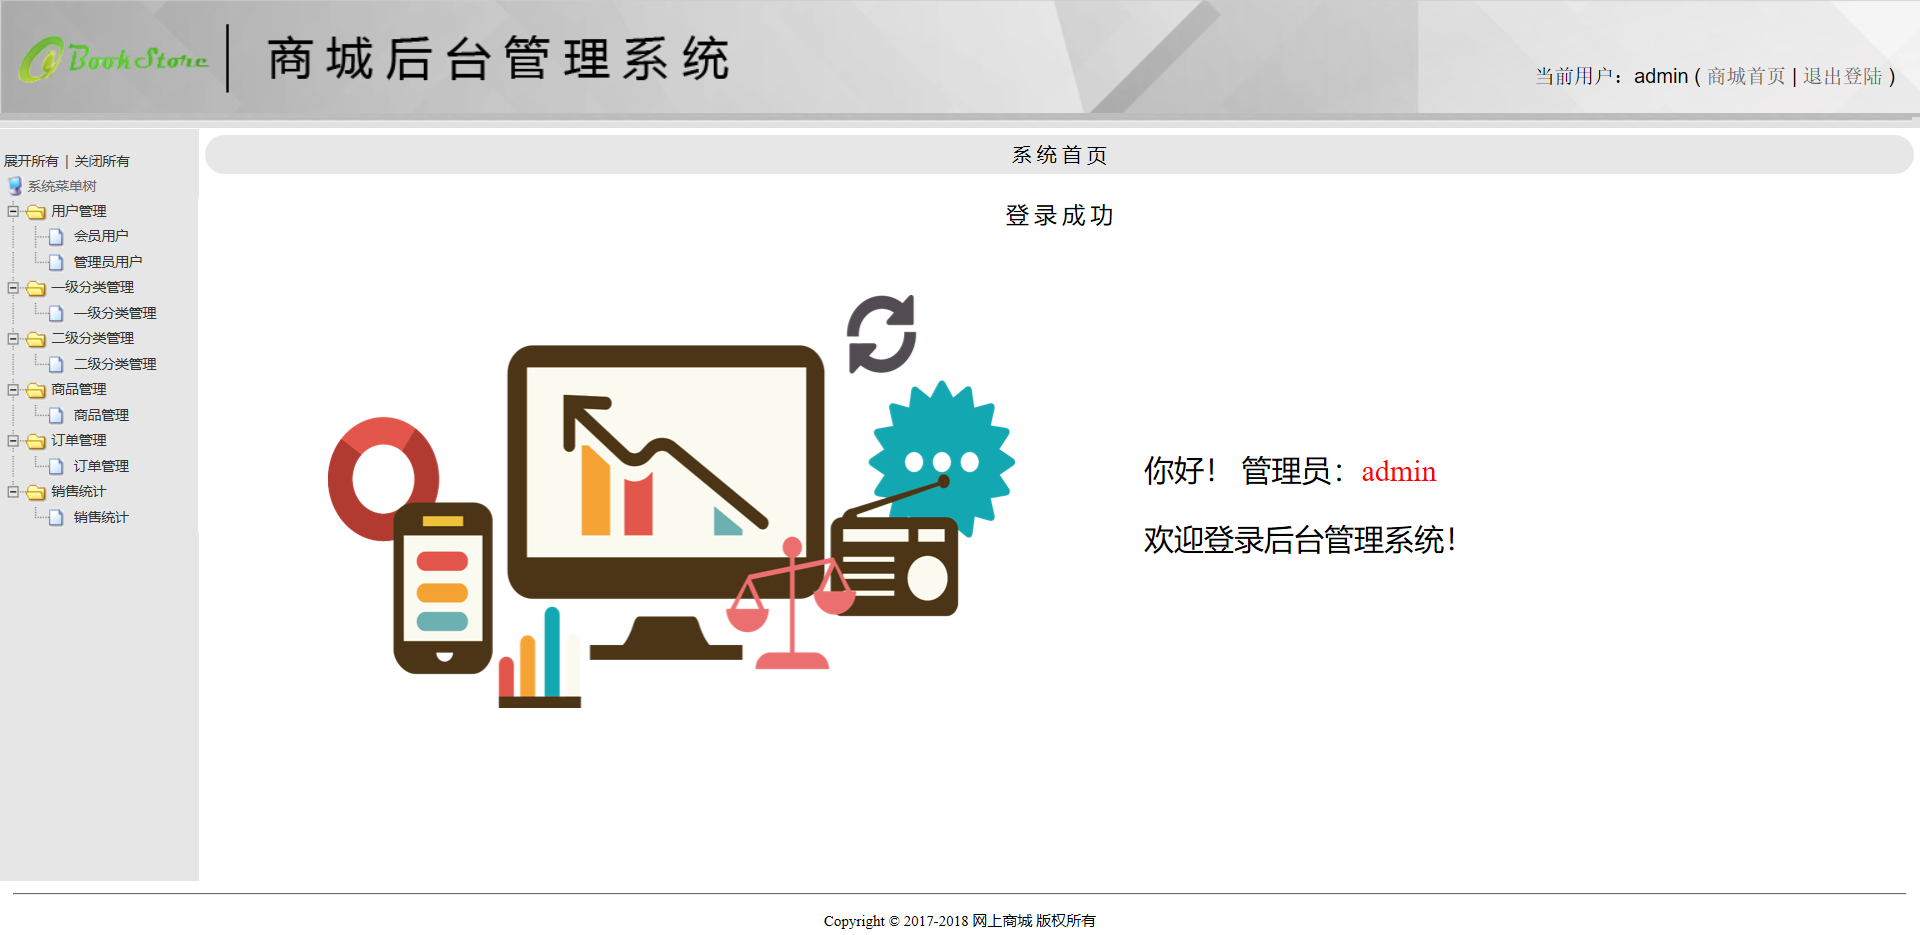 BookStore
商城后台管理系统
当前用户：admin ( 商城首页 | 退出登陆 )
展开所有 | 关闭所有
系统菜单树
用户管理
会员用户
管理员用户
一级分类管理
一级分类管理
二级分类管理
二级分类管理
商品管理
商品管理
订单管理
订单管理
销售统计
销售统计
系统首页
登录成功
你好！ 管理员：admin
欢迎登录后台管理系统！
Copyright © 2017-2018 网上商城 版权所有